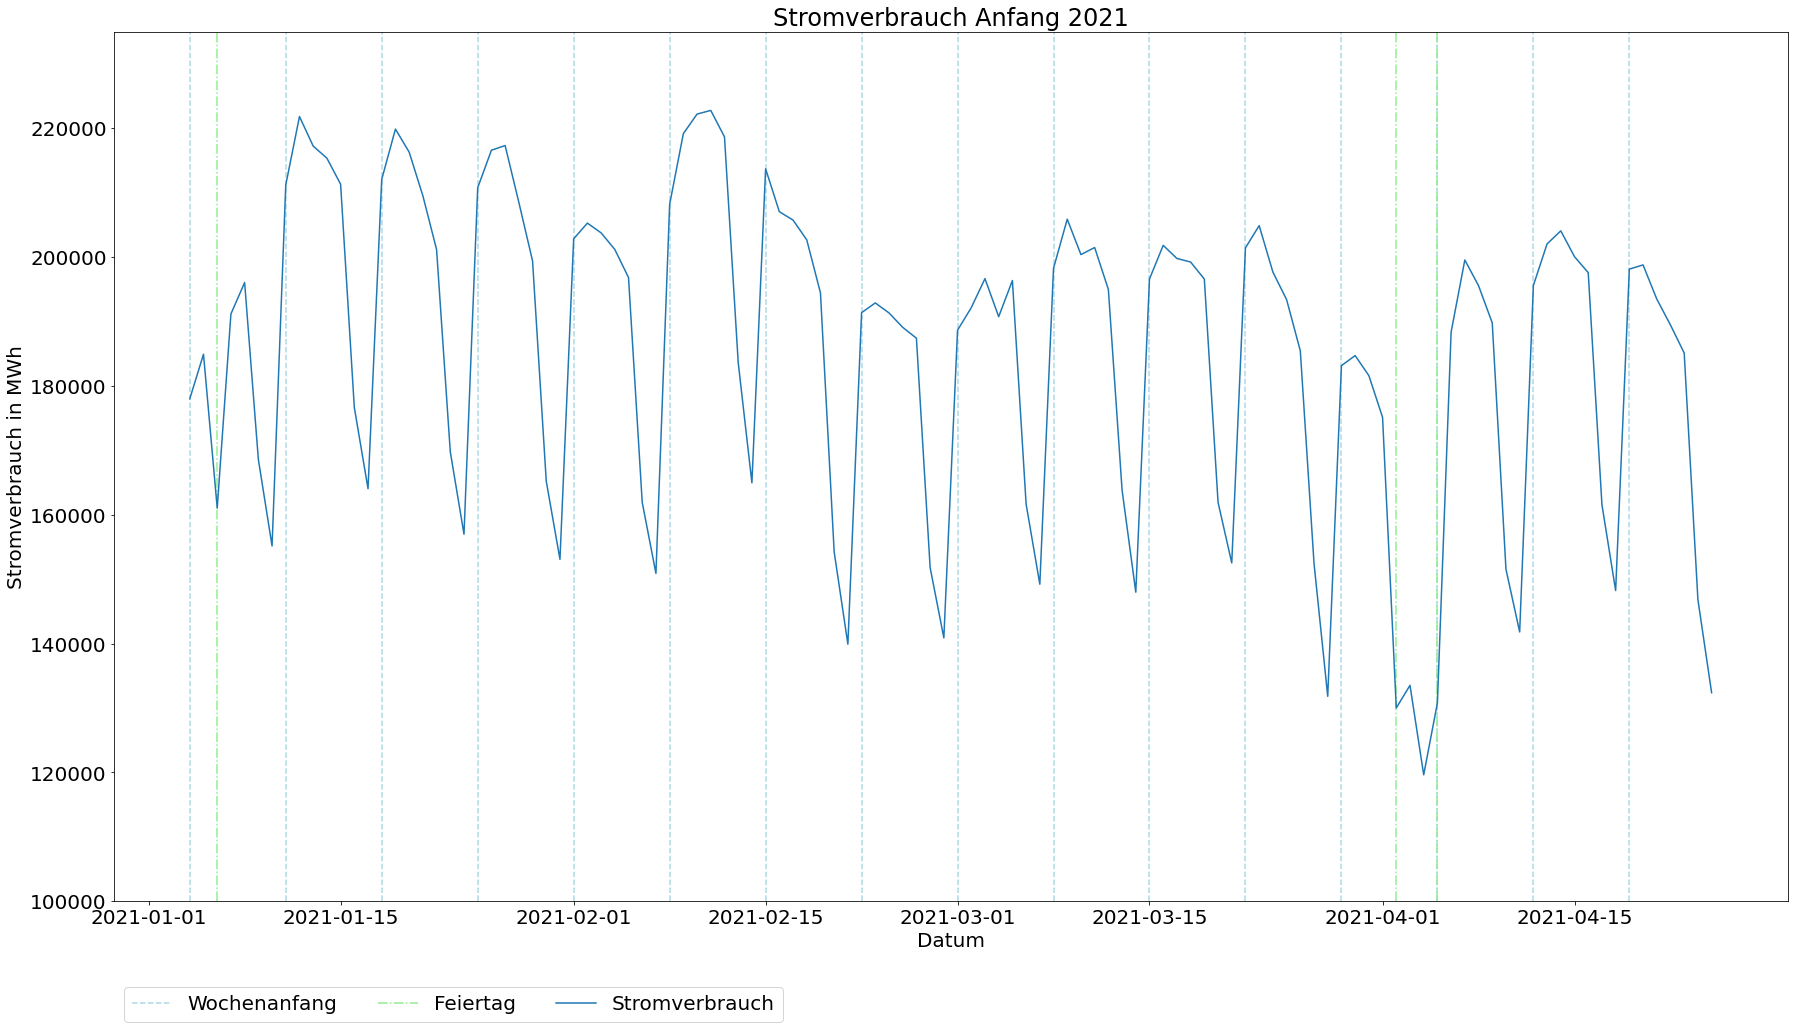 Stromverbrauch Anfang 2021
Stromverbrauch in MWh
220000
200000
180000
160000
140000
120000
100000
2021-01-01 2021-01-15 2021-02-01 2021-02-15 2021-03-01 2021-03-15 2021-04-01 2021-04-15
Datum
Wochenanfang Feiertag Stromverbrauch